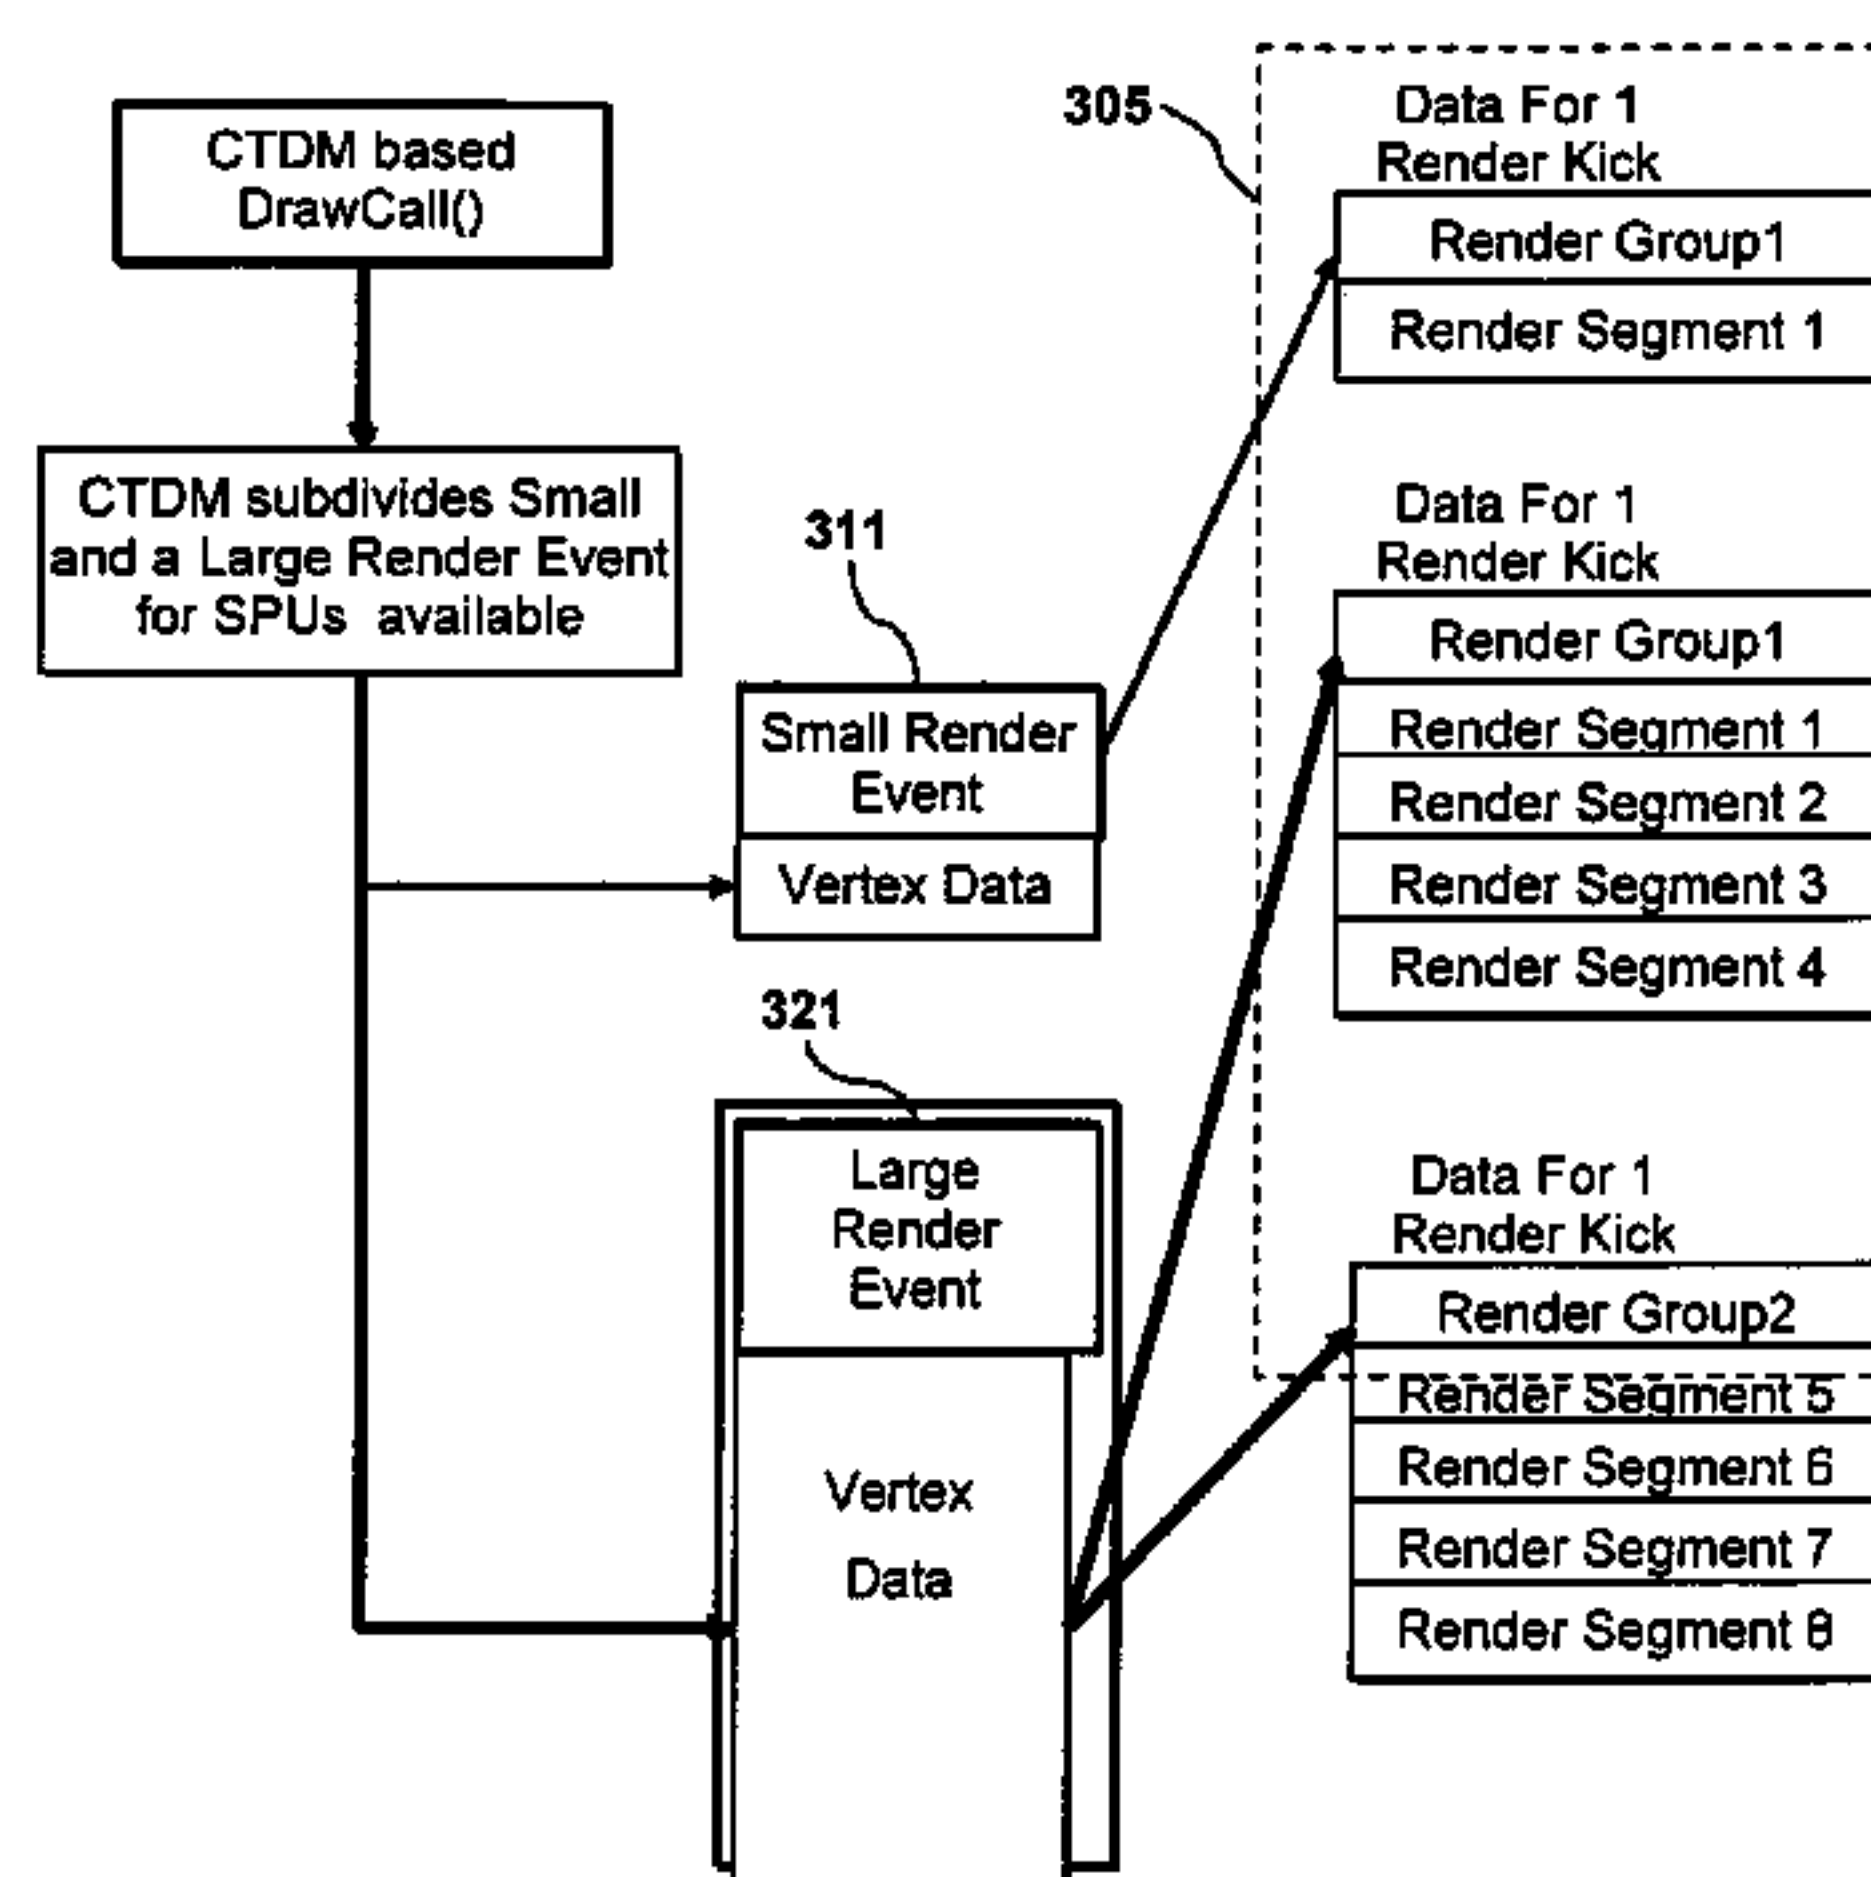 CTDM based
DrawCall()
CTDM subdivides Small
and a Large Render Event
for SPUs available
311
Small Render
Event
Vertex Data
321
Large
Render
Event
Vertex
Data
305
Data For 1
Render Kick
Render Group1
Render Segment 1
Data For 1
Render Kick
Render Group1
Render Segment 1
Render Segment 2
Render Segment 3
Render Segment 4
Data For 1
Render Kick
Render Group2
Render Segment 5
Render Segment 6
Render Segment 7
Render Segment 8